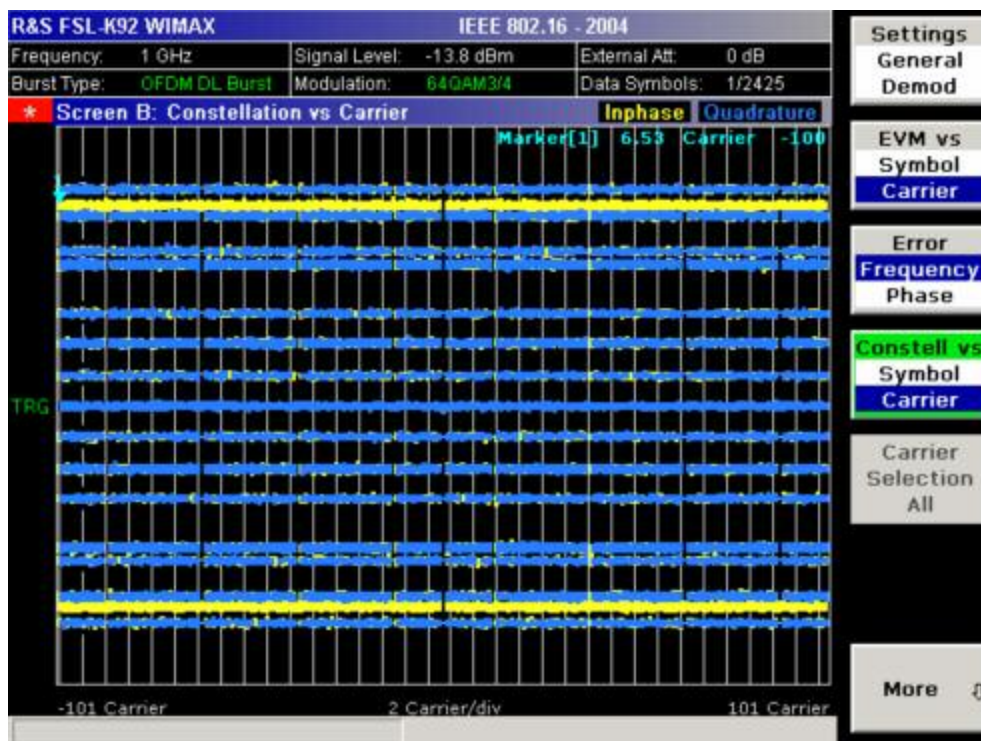 R&S FSL-K92 WIMAX IEEE 802.16 - 2004
Frequency: 1 GHz Signal Level: -13.8 dBm External Att: 0 dB
Burst Type: OFDM DL Burst Modulation: 64QAM3/4 Data Symbols: 1/2425
* Screen B: Constellation vs Carrier Inphase Quadrature
Marker[1] 6.53 Carrier -100
TRG
-101 Carrier 2 Carrier/div 101 Carrier
Settings
General
Demod
EVM vs
Symbol
Carrier
Error
Frequency
Phase
Constell vs
Symbol
Carrier
Carrier
Selection
All
More